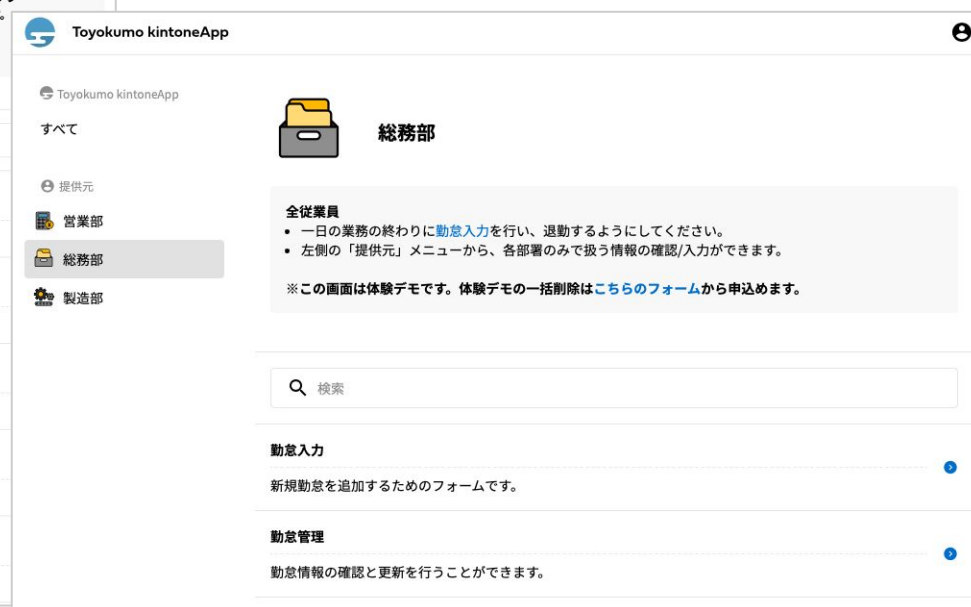 Toyokumo kintoneApp
Toyokumo kintoneApp
すべて
提供元
営業部
総務部
製造部
総務部
全従業員
• 一日の業務の終わりに勤怠入力を行い、退勤するようにしてください。
• 左側の「提供元」メニューから、各部署のみで扱う情報の確認/入力ができます。
※この画面は体験デモです。体験デモの一括削除はこちらのフォームから申込めます。
検索
勤怠入力
新規勤怠を追加するためのフォームです。
勤怠管理
勤怠情報の確認と更新を行うことができます。